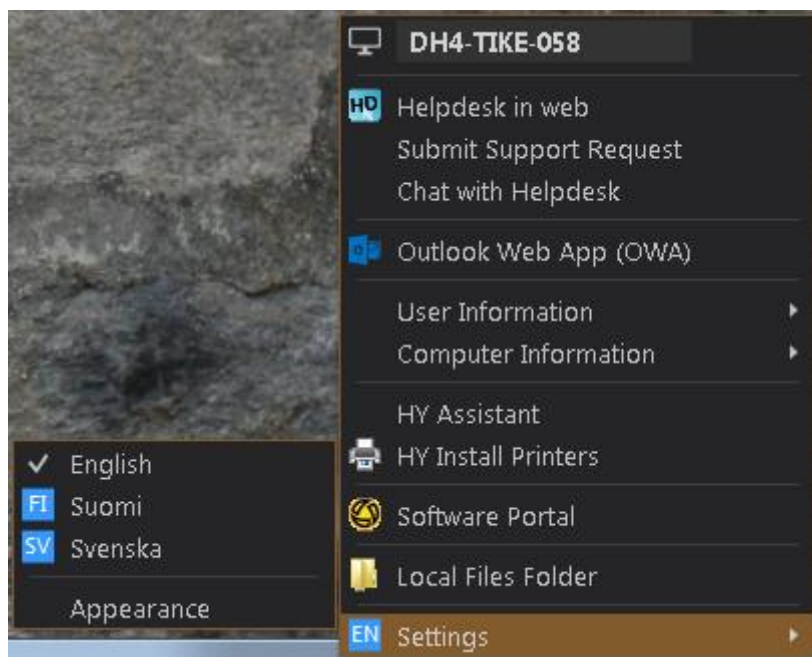 DH4-TIKE-058
HD Helpdesk in web
Submit Support Request
Chat with Helpdesk
Outlook Web App (OWA)
User Information
Computer Information
HY Assistant
HY Install Printers
Software Portal
Local Files Folder
EN Settings
English
FI Suomi
SV Svenska
Appearance